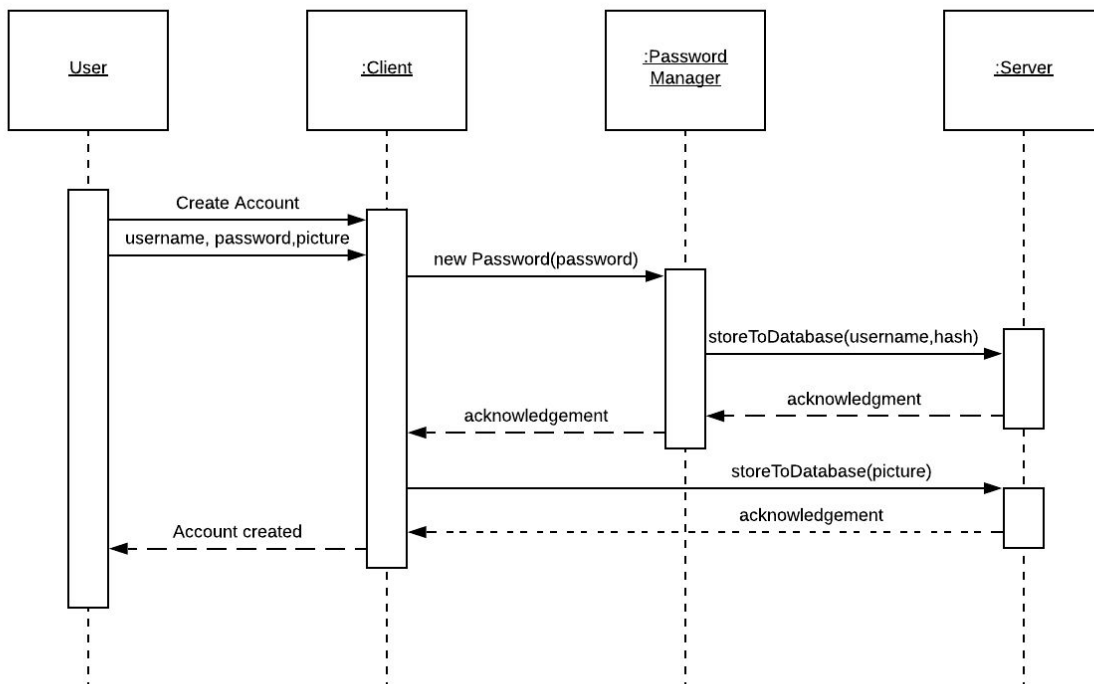 User
:Client
:Password
Manager
:Server
Create Account
username, password,picture
new Password(password)
storeToDatabase(username,hash)
acknowledgment
acknowledgement
storeToDatabase(picture)
acknowledgement
Account created